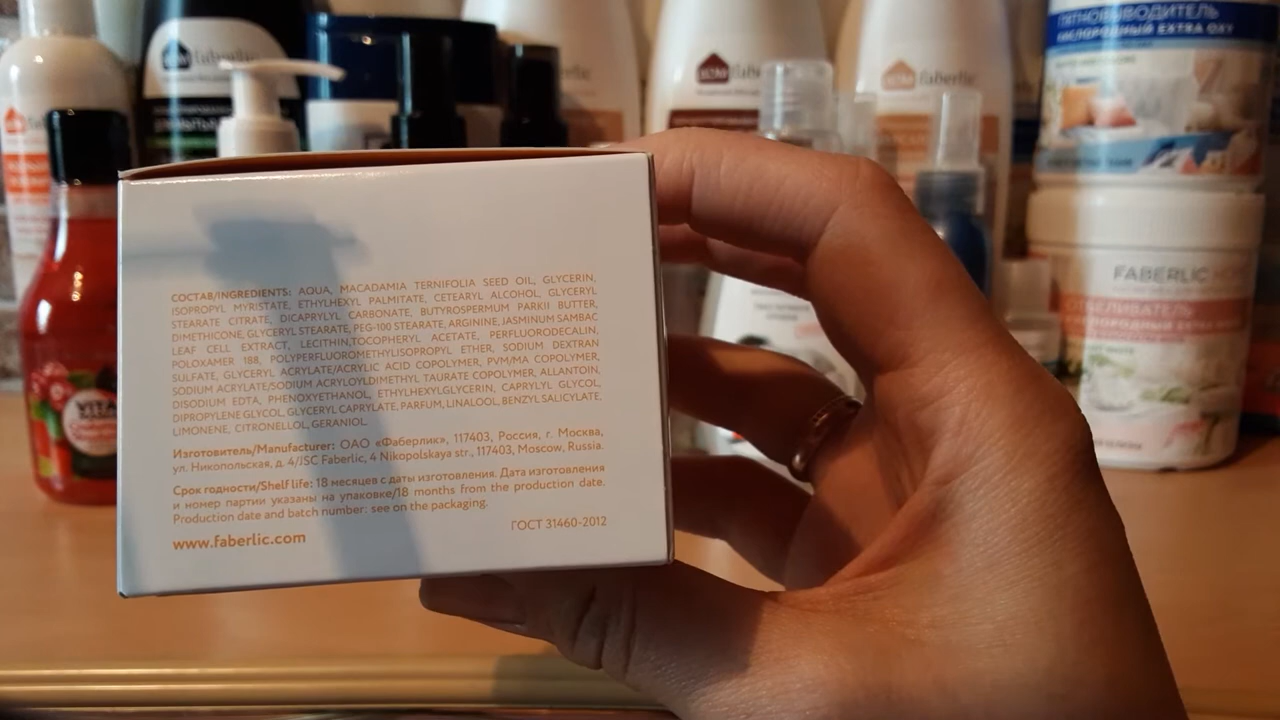 faberlic
faberlic
ПЯТНОВЫВОДИТЕЛЬ
КИСЛОРОДНЫЙ EXTRA OXY
FABERLIC
VITA
СОСТАВ/INGREDIENTS: AQUA, MACADAMIA TERNIFOLIA SEED OIL, GLYCERIN,
ISOPROPYL MYRISTATE, ETHYLHEXYL PALMITATE, CETEARYL ALCOHOL, GLYCERYL
STEARATE CITRATE, DICAPRYLYL CARBONATE, BUTYROSPERMUM PARKII BUTTER,
DIMETHICONE, GLYCERYL STEARATE, PEG-100 STEARATE, ARGININE, JASMINUM SAMBAC
LEAF CELL EXTRACT, LECITHIN,TOCOPHERYL ACETATE, PERFLUORODECALIN,
POLOXAMER 188, POLYPERFLUOROMETHYLISOPROPYL ETHER, SODIUM DEXTRAN
SULFATE, GLYCERYL ACRYLATE/ACRYLIC ACID COPOLYMER, PVM/MA COPOLYMER,
SODIUM ACRYLATE/SODIUM ACRYLOYLDIMETHYL TAURATE COPOLYMER, ALLANTOIN,
DISODIUM EDTA, PHENOXYETHANOL, ETHYLHEXYLGLYCERIN, CAPRYLYL GLYCOL,
DIPROPYLENE GLYCOL, GLYCERYL CAPRYLATE, PARFUM, LINALOOL, BENZYL SALICYLATE,
LIMONENE, CITRONELLOL, GERANIOL.
Изготовитель/Manufacturer: ОАО «Фаберлик», 117403, Россия, г. Москва,
ул. Никопольская, д. 4/JSC Faberlic, 4 Nikopolskaya str., 117403, Moscow, Russia.
Срок годности/Shelf life: 18 месяцев с даты изготовления. Дата изготовления
и номер партии указаны на упаковке/18 months from the production date.
Production date and batch number: see on the packaging.
ГОСТ 31460-2012
www.faberlic.com